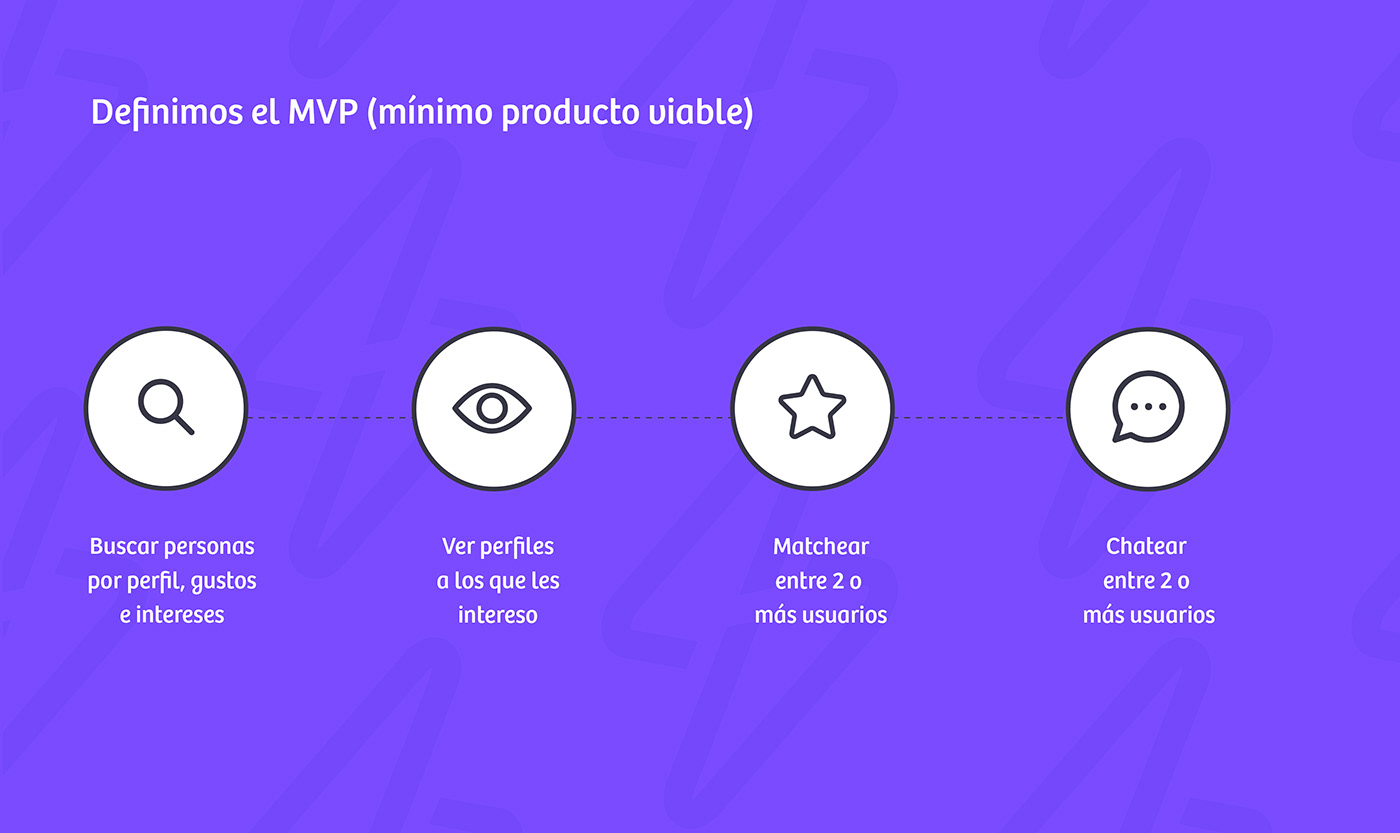 Definimos el MVP (mínimo producto viable)
Buscar personas
por perfil, gustos
e intereses
Ver perfiles
a los que les
intereso
Matchear
entre 2 o
más usuarios
Chatear
entre 2 o
más usuarios